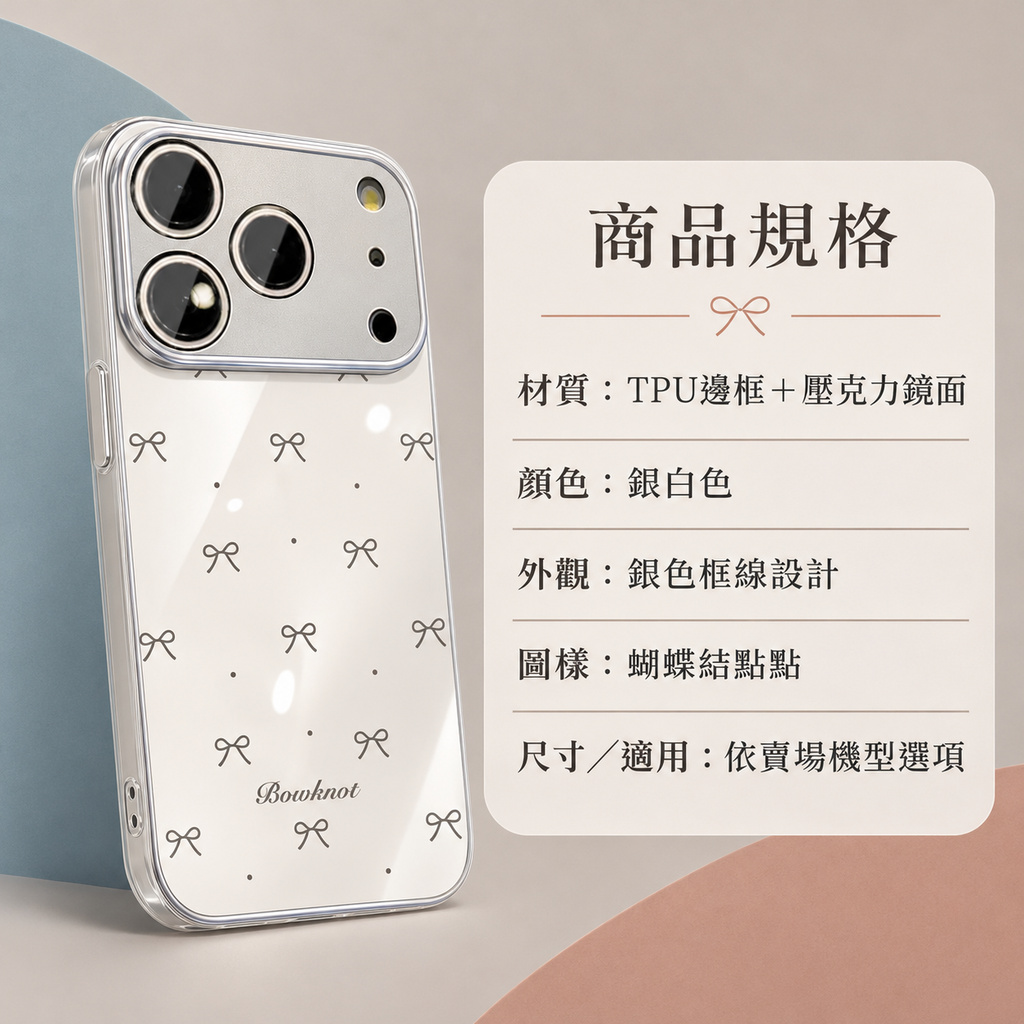 商品規格
材質：TPU邊框＋壓克力鏡面
顏色：銀白色
外觀：銀色框線設計
圖樣：蝴蝶結點點
尺寸／適用：依賣場機型選項
Bowknot